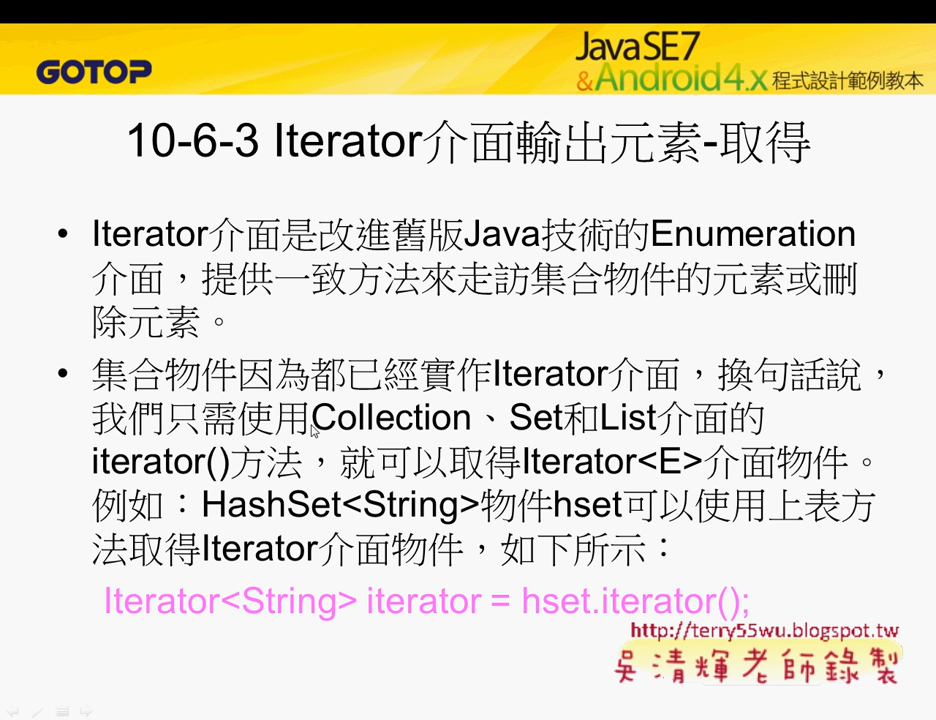 GOTOP
JavaSE7
&Android4.x 程式設計範例教本
10-6-3 Iterator介面輸出元素-取得
• Iterator介面是改進舊版Java技術的Enumeration
介面，提供一致方法來走訪集合物件的元素或刪
除元素。
• 集合物件因為都已經實作Iterator介面，換句話說，
我們只需使用Collection、Set和List介面的
iterator()方法，就可以取得Iterator<E>介面物件。
例如：HashSet<String>物件hset可以使用上表方
法取得Iterator介面物件，如下所示：
Iterator<String> iterator = hset.iterator();
http://terry55wu.blogspot.tw
吳清輝老師錄製